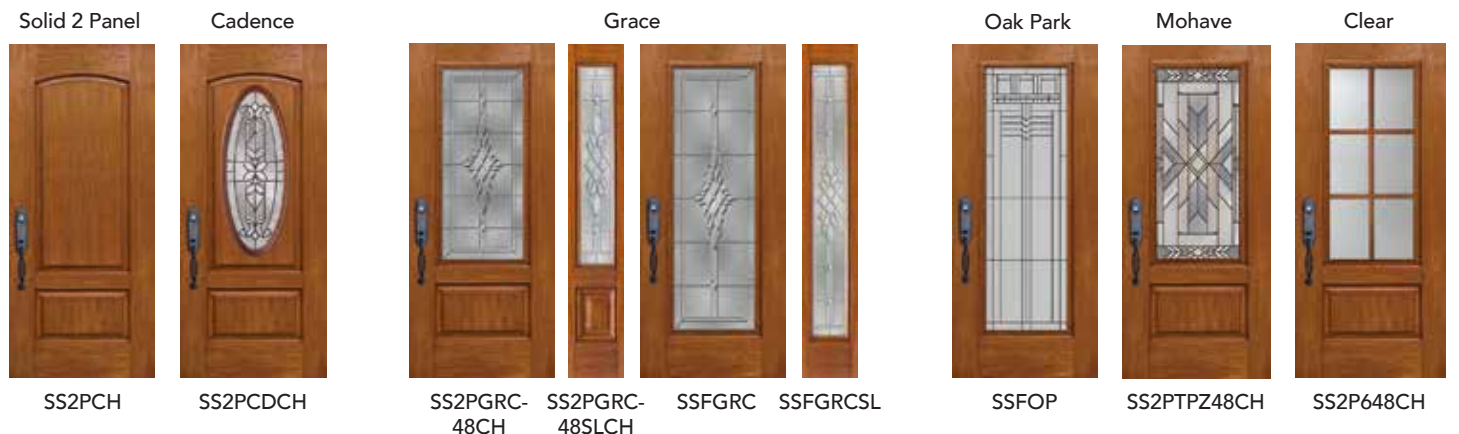 Solid 2 Panel
Cadence
Grace
Oak Park
Mohave
Clear
SS2PCH
SS2PCDCH
SS2PGRC-
48CH
SS2PGRC-
48SLCH
SSFGRC
SSFGRCSL
SSFOP
SS2PTPZ48CH
SS2P648CH